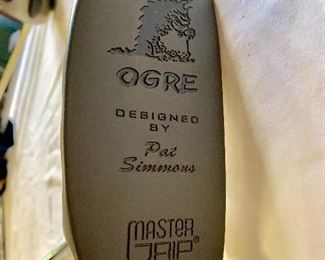 OGRE
DESIGNED
BY
Pat
Simmons
MASTER
GRIP®